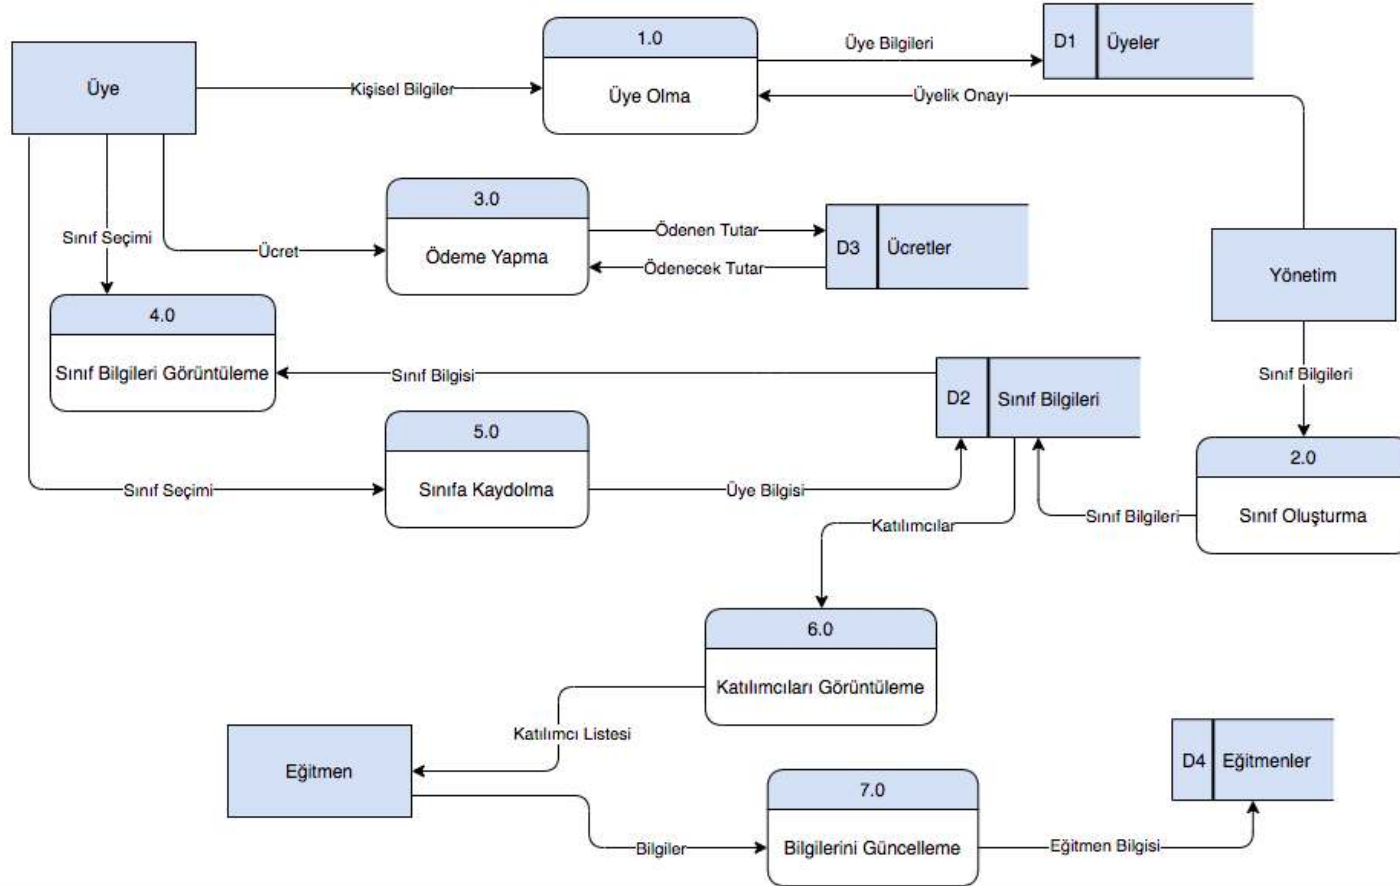 1.0
Üye Bilgileri
D1
Üyeler
Üye
Kişisel Bilgiler
Üye Olma
Üyelik Onayı
3.0
Sınıf Seçimi
Ücret
Ödeme Yapma
Ödenen Tutar
Ödenecek Tutar
D3
Ücretler
Yönetim
4.0
Sınıf Bilgileri Görüntüleme
Sınıf Bilgisi
D2
Sınıf Bilgileri
Sınıf Bilgileri
5.0
Sınıf Seçimi
Sınıfa Kaydolma
Üye Bilgisi
2.0
Sınıf Bilgileri
Sınıf Oluşturma
Katılımcılar
6.0
Katılımcıları Görüntüleme
Katılımcı Listesi
Eğitmen
D4
Eğitmenler
7.0
Bilgiler
Bilgilerini Güncelleme
Eğitmen Bilgisi